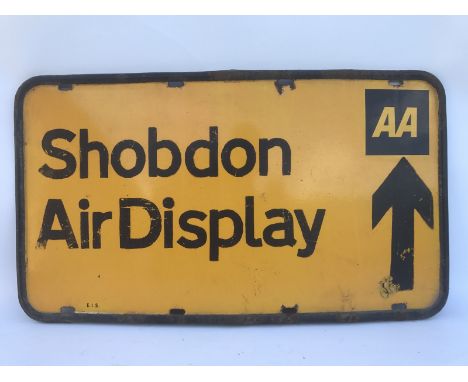 Shobdon
AA
Air Display
E.I.S.